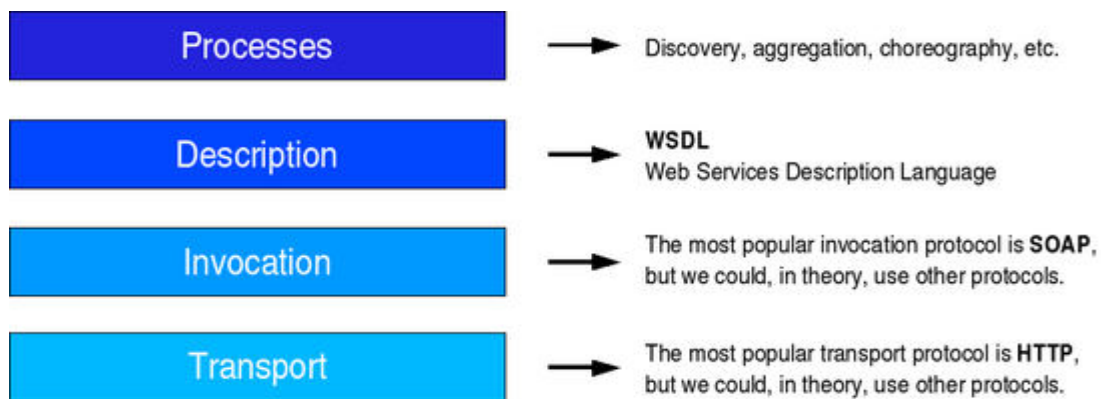 Processes
Discovery, aggregation, choreography, etc.
Description
WSDL
Web Services Description Language
Invocation
The most popular invocation protocol is SOAP,
but we could, in theory, use other protocols.
Transport
The most popular transport protocol is HTTP,
but we could, in theory, use other protocols.